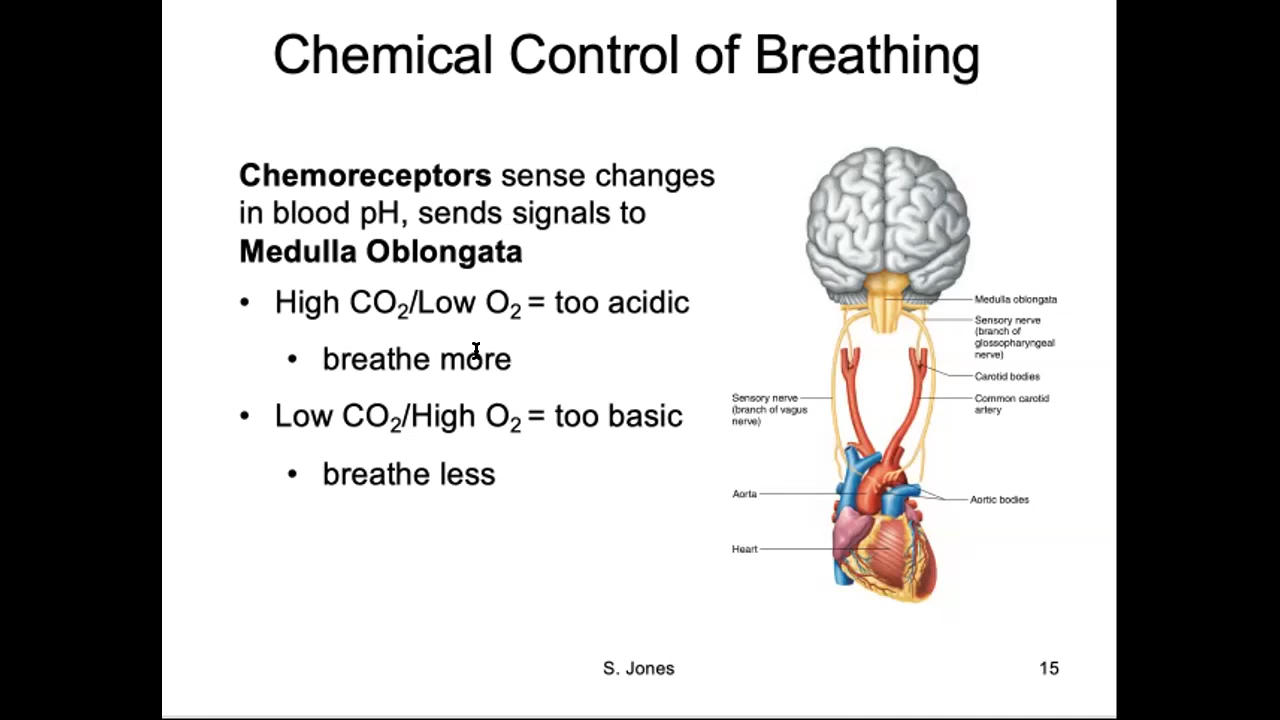 Chemical Control of Breathing
Chemoreceptors sense changes
in blood pH, sends signals to
Medulla Oblongata
• High CO₂/Low O₂ = too acidic
• breathe more
• Low CO₂/High O₂ = too basic
• breathe less
Medulla oblongata
Sensory nerve
(branch of
glossopharyngeal
nerve)
Carotid bodies
Common carotid
artery
Sensory nerve
(branch of vagus
nerve)
Aorta
Aortic bodies
Heart
S. Jones
15